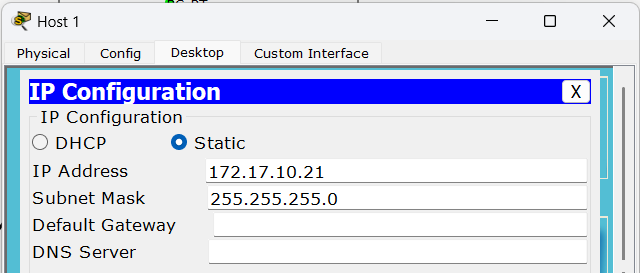 Host 1
Physical Config Desktop Custom Interface
IP Configuration X
IP Configuration
DHCP Static
IP Address 172.17.10.21
Subnet Mask 255.255.255.0
Default Gateway
DNS Server